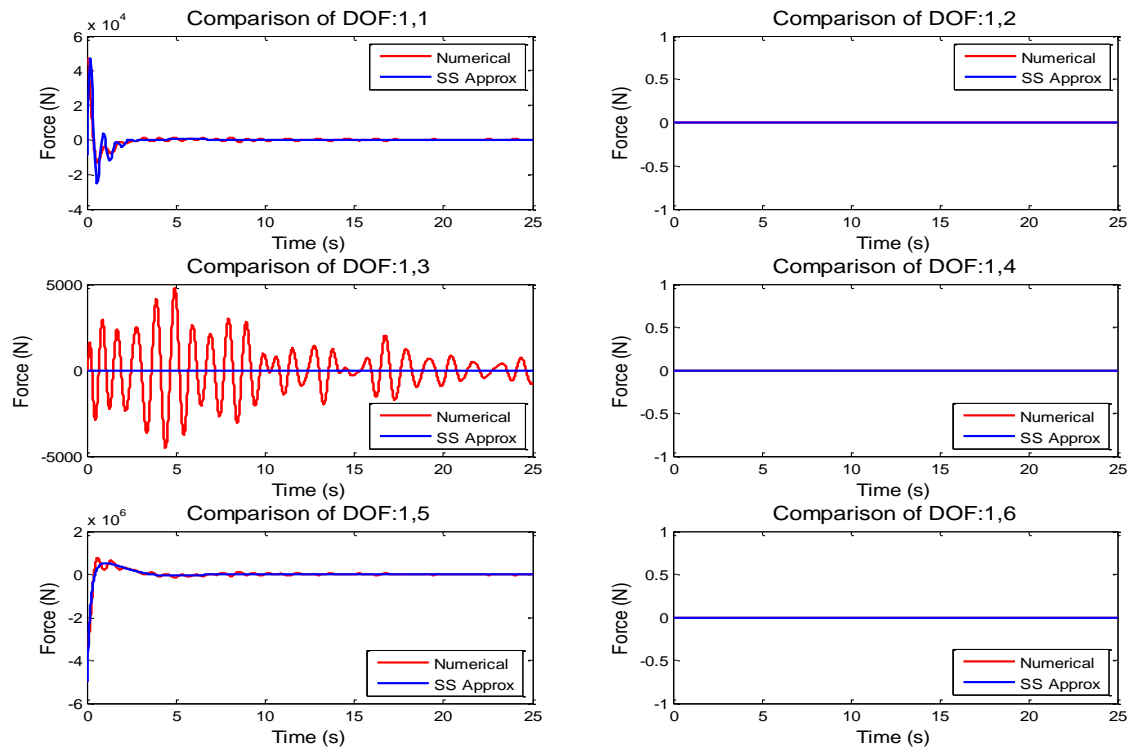 Comparison of DOF:1,1
x 10^4
Force (N)
6
4
2
0
-2
-4
0 5 10 15 20 25
Time (s)
Numerical
SS Approx
Comparison of DOF:1,2
Force (N)
1
0.5
0
-0.5
-1
0 5 10 15 20 25
Time (s)
Numerical
SS Approx
Comparison of DOF:1,3
Force (N)
5000
0
-5000
0 5 10 15 20 25
Time (s)
Numerical
SS Approx
Comparison of DOF:1,4
Force (N)
1
0.5
0
-0.5
-1
0 5 10 15 20 25
Time (s)
Numerical
SS Approx
Comparison of DOF:1,5
x 10^6
Force (N)
2
0
-2
-4
-6
0 5 10 15 20 25
Time (s)
Numerical
SS Approx
Comparison of DOF:1,6
Force (N)
1
0.5
0
-0.5
-1
0 5 10 15 20 25
Time (s)
Numerical
SS Approx